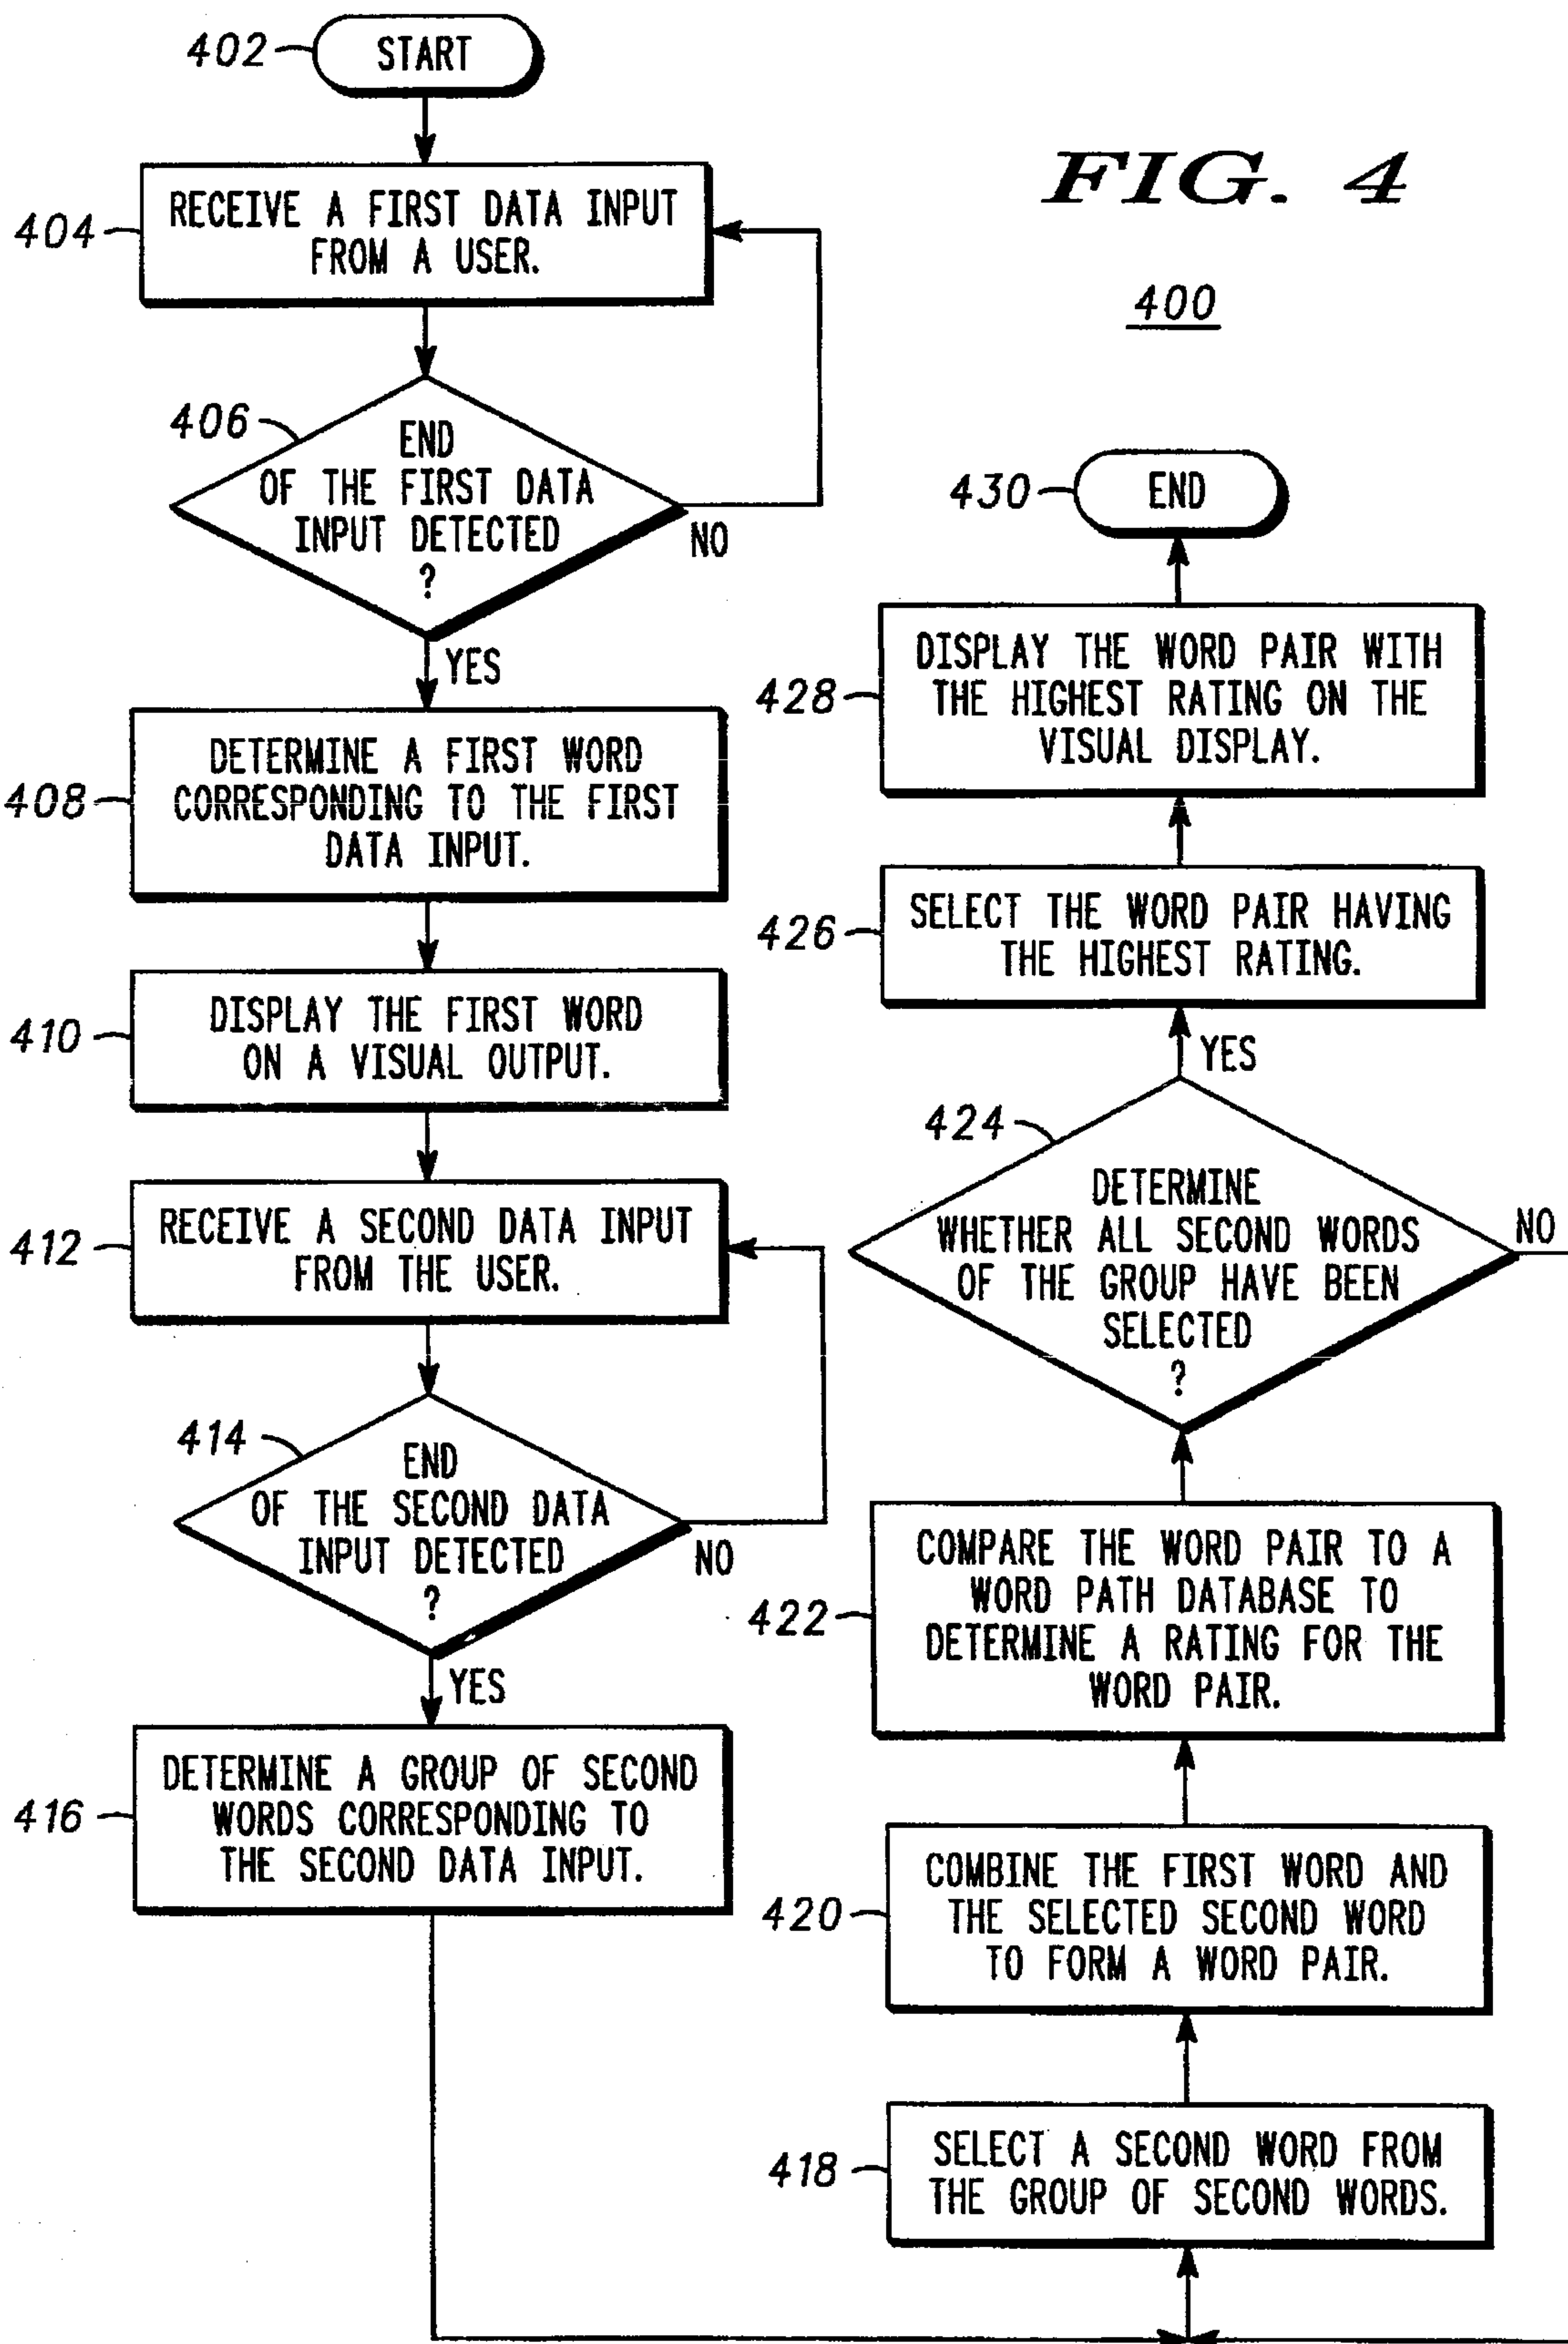 FIG. 4
400
402
START
404
RECEIVE A FIRST DATA INPUT
FROM A USER.
406
END
OF THE FIRST DATA
INPUT DETECTED
?
NO
YES
408
DETERMINE A FIRST WORD
CORRESPONDING TO THE FIRST
DATA INPUT.
410
DISPLAY THE FIRST WORD
ON A VISUAL OUTPUT.
412
RECEIVE A SECOND DATA INPUT
FROM THE USER.
414
END
OF THE SECOND DATA
INPUT DETECTED
?
NO
YES
416
DETERMINE A GROUP OF SECOND
WORDS CORRESPONDING TO
THE SECOND DATA INPUT.
418
SELECT A SECOND WORD FROM
THE GROUP OF SECOND WORDS.
420
COMBINE THE FIRST WORD AND
THE SELECTED SECOND WORD
TO FORM A WORD PAIR.
422
COMPARE THE WORD PAIR TO A
WORD PATH DATABASE TO
DETERMINE A RATING FOR THE
WORD PAIR.
424
DETERMINE
WHETHER ALL SECOND WORDS
OF THE GROUP HAVE BEEN
SELECTED
?
NO
YES
426
SELECT THE WORD PAIR HAVING
THE HIGHEST RATING.
428
DISPLAY THE WORD PAIR WITH
THE HIGHEST RATING ON THE
VISUAL DISPLAY.
430
END